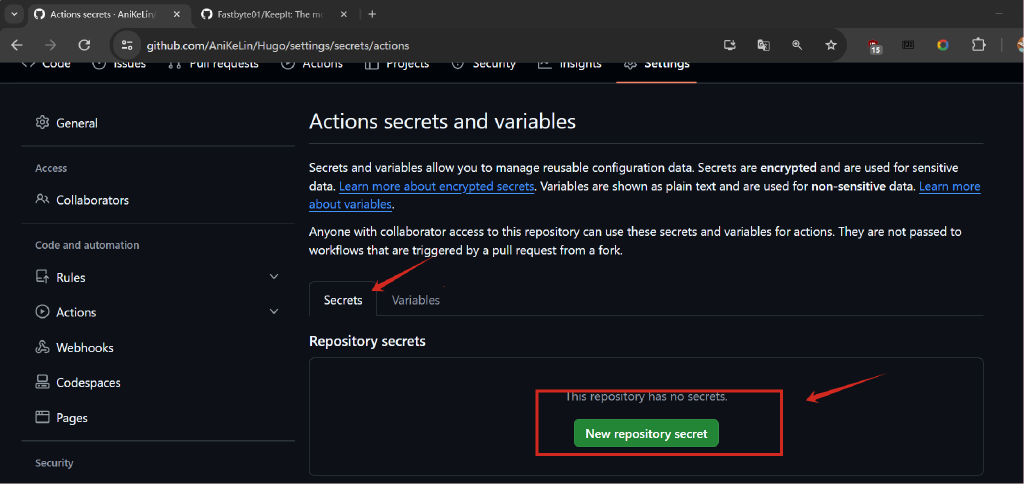 Actions secrets · AniKeLin/
Fastbyte01/KeepIt: The mo
github.com/AniKeLin/Hugo/settings/secrets/actions
15
Code
Issues
Pull requests
Actions
Projects
Security
Insights
Settings
General
Access
Collaborators
Code and automation
Rules
Actions
Webhooks
Codespaces
Pages
Security
Actions secrets and variables
Secrets and variables allow you to manage reusable configuration data. Secrets are encrypted and are used for sensitive
data. Learn more about encrypted secrets. Variables are shown as plain text and are used for non-sensitive data. Learn more
about variables.
Anyone with collaborator access to this repository can use these secrets and variables for actions. They are not passed to
workflows that are triggered by a pull request from a fork.
Secrets
Variables
Repository secrets
This repository has no secrets.
New repository secret